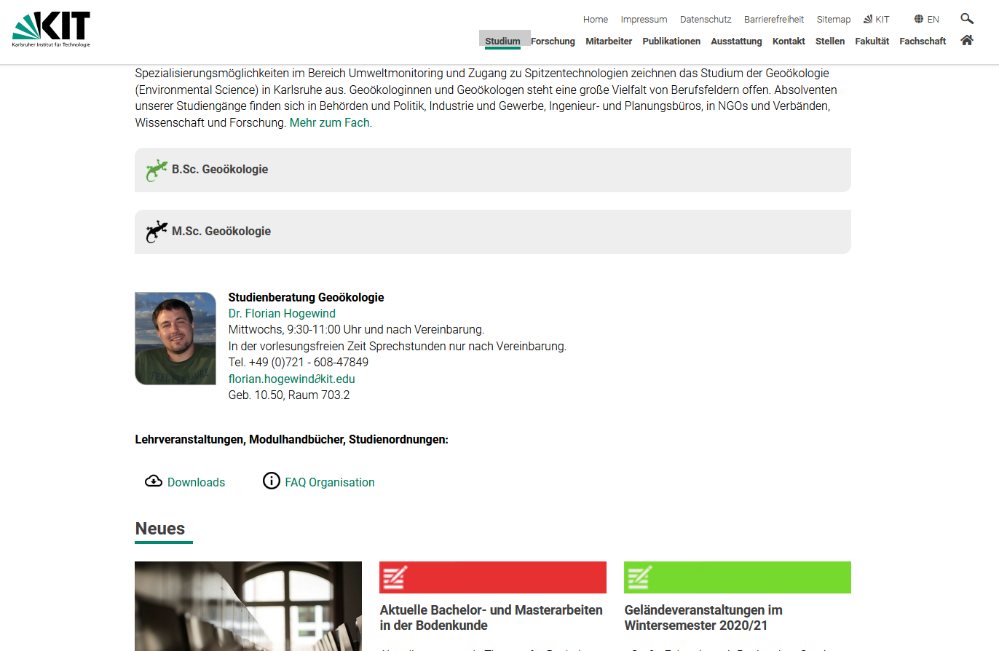 KIT
Karlsruher Institut für Technologie
Home Impressum Datenschutz Barrierefreiheit Sitemap KIT EN
Studium Forschung Mitarbeiter Publikationen Ausstattung Kontakt Stellen Fakultät Fachschaft
Spezialisierungsmöglichkeiten im Bereich Umweltmonitoring und Zugang zu Spitzentechnologien zeichnen das Studium der Geoökologie
(Environmental Science) in Karlsruhe aus. Geoökologinnen und Geoökologen steht eine große Vielfalt von Berufsfeldern offen. Absolventen
unserer Studiengänge finden sich in Behörden und Politik, Industrie und Gewerbe, Ingenieur- und Planungsbüros, in NGOs und Verbänden,
Wissenschaft und Forschung. Mehr zum Fach.
B.Sc. Geoökologie
M.Sc. Geoökologie
Studienberatung Geoökologie
Dr. Florian Hogewind
Mittwochs, 9:30-11:00 Uhr und nach Vereinbarung.
In der vorlesungsfreien Zeit Sprechstunden nur nach Vereinbarung.
Tel. +49 (0)721 - 608-47849
florian.hogewind∂kit.edu
Geb. 10.50, Raum 703.2
Lehrveranstaltungen, Modulhandbücher, Studienordnungen:
Downloads FAQ Organisation
Neues
Aktuelle Bachelor- und Masterarbeiten
in der Bodenkunde
Geländeveranstaltungen im
Wintersemester 2020/21